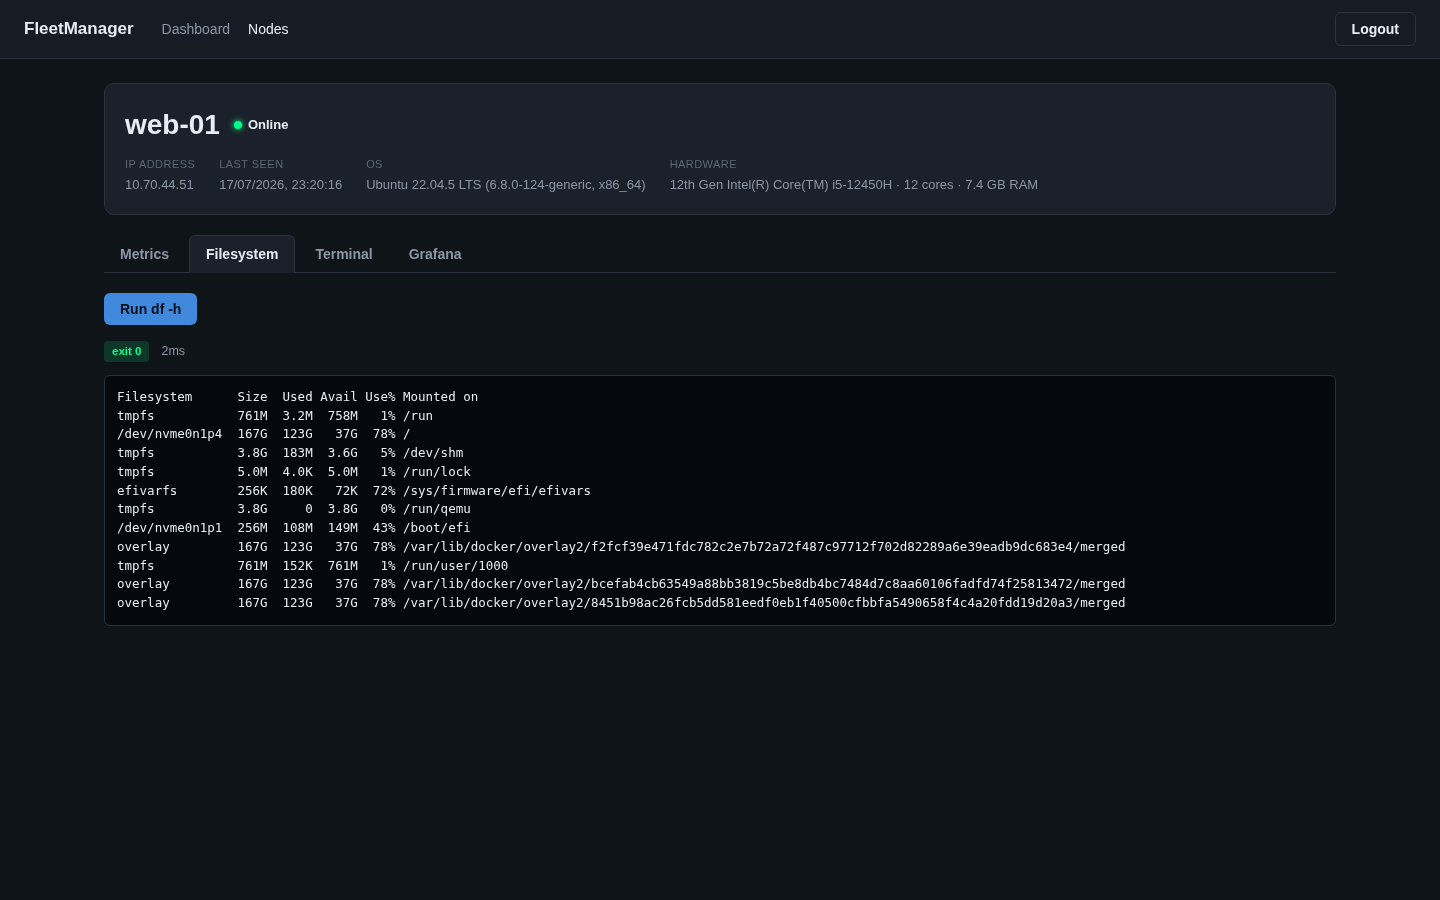 FleetManager Dashboard Nodes Logout
web-01 Online
IP ADDRESS LAST SEEN OS HARDWARE
10.70.44.51 17/07/2026, 23:20:16 Ubuntu 22.04.5 LTS (6.8.0-124-generic, x86_64) 12th Gen Intel(R) Core(TM) i5-12450H · 12 cores · 7.4 GB RAM
Metrics Filesystem Terminal Grafana
Run df -h
exit 0 2ms
Filesystem      Size  Used Avail Use% Mounted on
tmpfs           761M  3.2M  758M   1% /run
/dev/nvme0n1p4  167G  123G   37G  78% /
tmpfs           3.8G  183M  3.6G   5% /dev/shm
tmpfs           5.0M  4.0K  5.0M   1% /run/lock
efivarfs        256K  180K   72K  72% /sys/firmware/efi/efivars
tmpfs           3.8G     0  3.8G   0% /run/qemu
/dev/nvme0n1p1  256M  108M  149M  43% /boot/efi
overlay         167G  123G   37G  78% /var/lib/docker/overlay2/f2fcf39e471fdc782c2e7b72a72f487c97712f702d82289a6e39eadb9dc683e4/merged
tmpfs           761M  152K  761M   1% /run/user/1000
overlay         167G  123G   37G  78% /var/lib/docker/overlay2/bcefab4cb63549a88bb3819c5be8db4bc7484d7c8aa60106fadfd74f25813472/merged
overlay         167G  123G   37G  78% /var/lib/docker/overlay2/8451b98ac26fcb5dd581eedf0eb1f40500cfbbfa5490658f4c4a20fdd19d20a3/merged